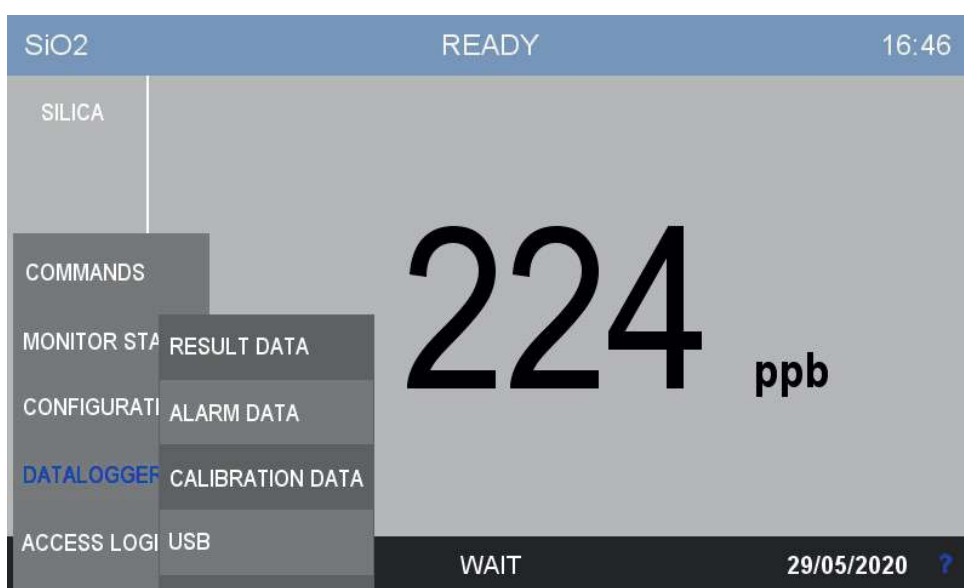 SiO2 READY 16:46
SILICA
224 ppb
COMMANDS
MONITOR STA
CONFIGURATI
DATALOGGER
ACCESS LOGI
RESULT DATA
ALARM DATA
CALIBRATION DATA
USB
WAIT 29/05/2020 ?